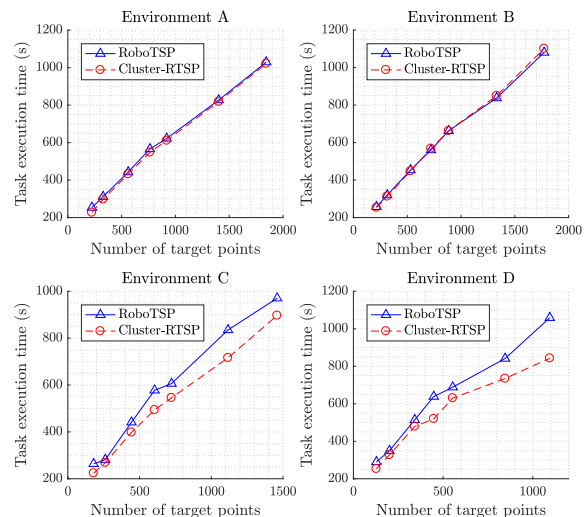 Environment A
Task execution time (s)
1200
1000
800
600
400
200
RoboTSP
Cluster-RTSP
0 500 1000 1500 2000
Number of target points
Environment B
Task execution time (s)
1200
1000
800
600
400
200
RoboTSP
Cluster-RTSP
0 500 1000 1500 2000
Number of target points
Environment C
Task execution time (s)
1000
800
600
400
200
RoboTSP
Cluster-RTSP
0 500 1000 1500
Number of target points
Environment D
Task execution time (s)
1200
1000
800
600
400
200
RoboTSP
Cluster-RTSP
0 500 1000
Number of target points